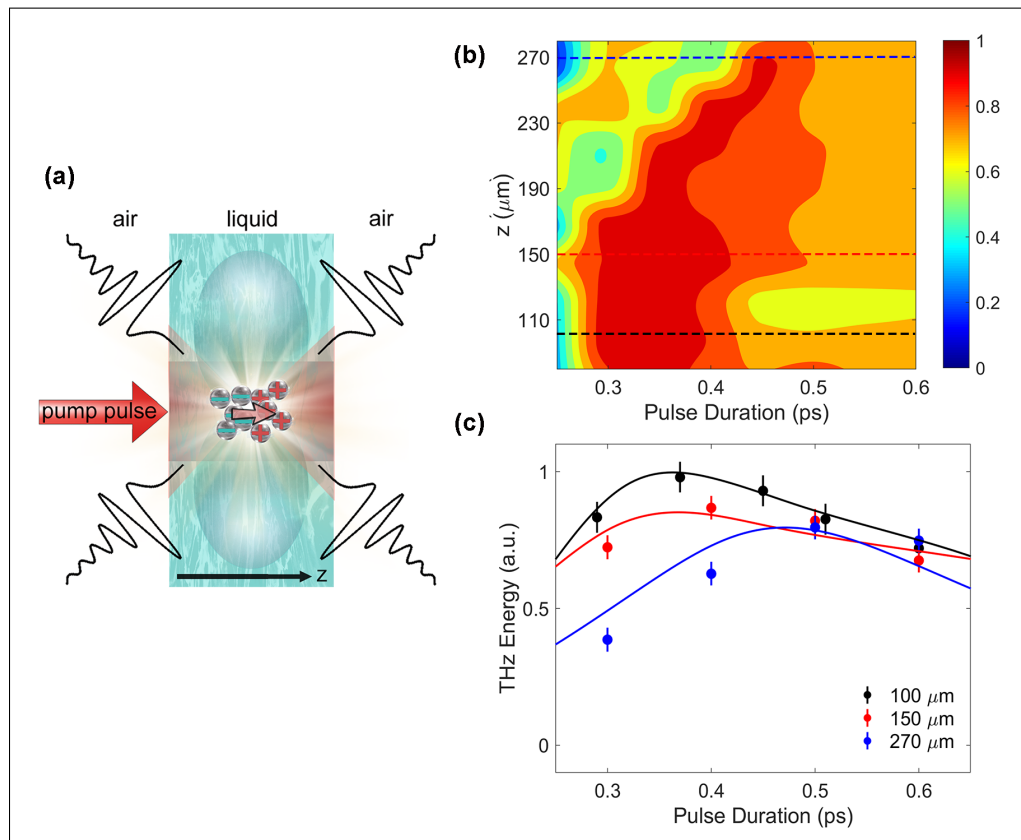 (a)
air liquid air
pump pulse
z
(b)
270
230
190
150
110
z (μm)
0.3 0.4 0.5 0.6
Pulse Duration (ps)
1
0.8
0.6
0.4
0.2
0
(c)
1
0.5
0
THz Energy (a.u.)
100 μm
150 μm
270 μm
0.3 0.4 0.5 0.6
Pulse Duration (ps)